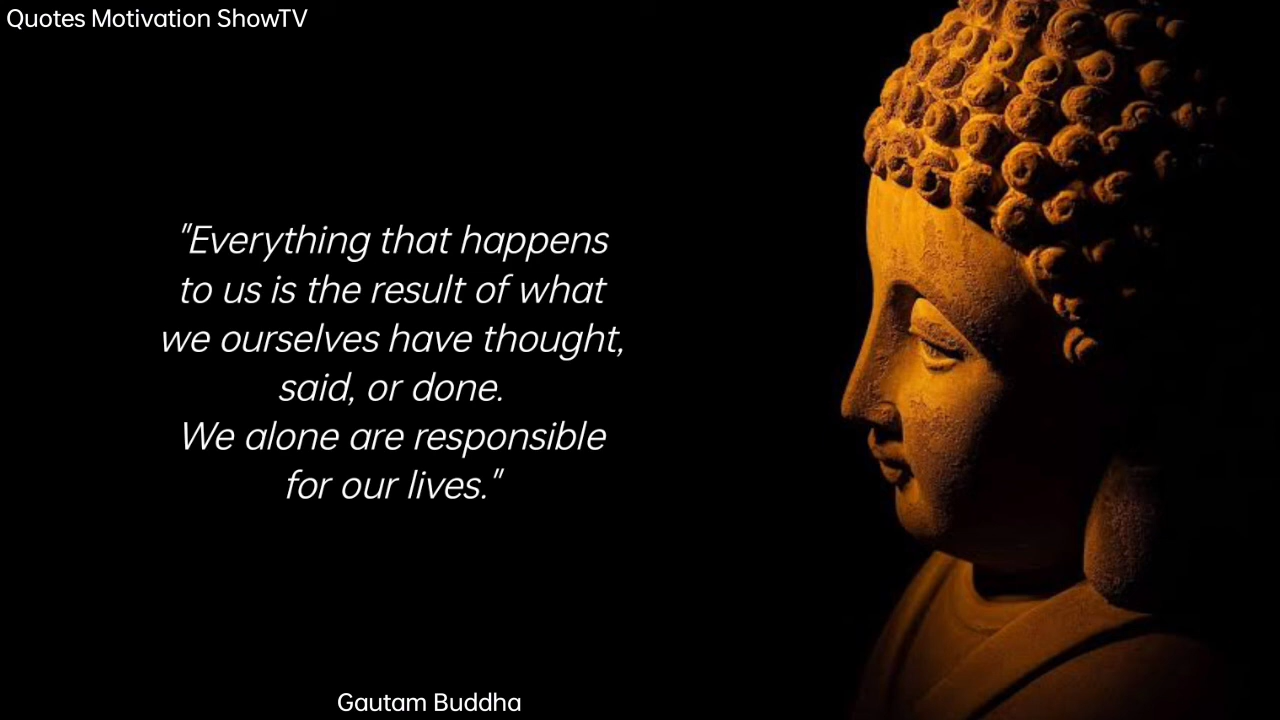 Quotes Motivation ShowTV
"Everything that happens
to us is the result of what
we ourselves have thought,
said, or done.
We alone are responsible
for our lives."
Gautam Buddha